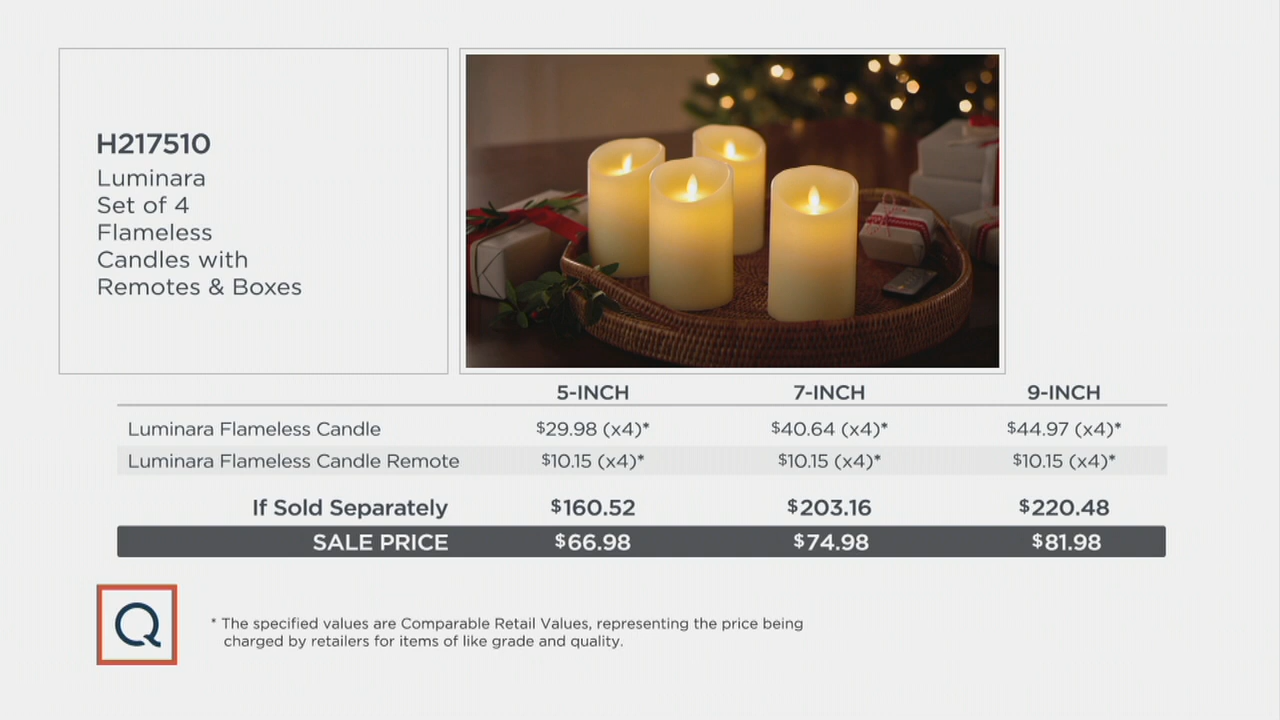 H217510
Luminara
Set of 4
Flameless
Candles with
Remotes & Boxes
5-INCH 7-INCH 9-INCH
Luminara Flameless Candle $29.98 (x4)* $40.64 (x4)* $44.97 (x4)*
Luminara Flameless Candle Remote $10.15 (x4)* $10.15 (x4)* $10.15 (x4)*
If Sold Separately $160.52 $203.16 $220.48
SALE PRICE $66.98 $74.98 $81.98
Q
* The specified values are Comparable Retail Values, representing the price being
charged by retailers for items of like grade and quality.